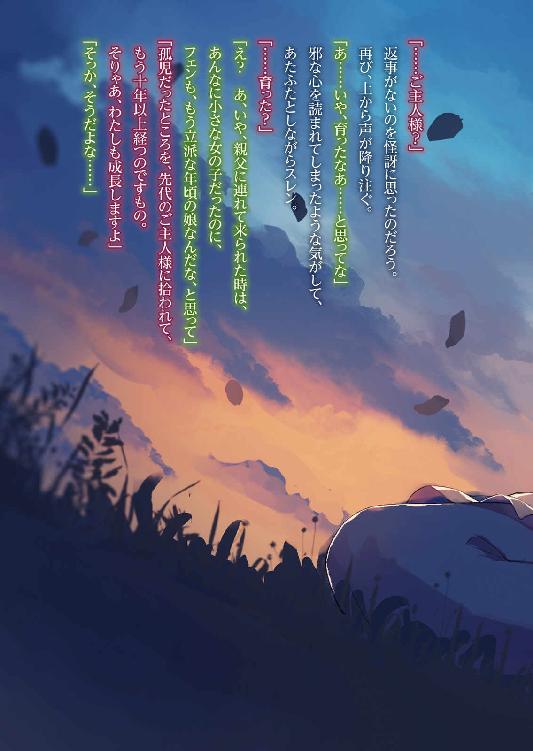 「……ご主人様？」
返事がないのを怪訝に思ったのだろう。
再び、上から声が降り注ぐ。
「あ……いや、育ったなあ……と思ってな」
邪な心を読まれてしまったような気がして、
あたふたとしながらスレン。
「……育った？」
「え？　あ、いや、親父に連れて来られた時は、
あんなに小さな女の子だったのに、
フェンも、もう立派な年頃の娘なんだな、と思って」
「孤児だったところを、先代のご主人様に拾われて、
もう十年以上経つのですもの。
そりゃあ、わたしも成長しますよ」
「そっか、そうだよな……」